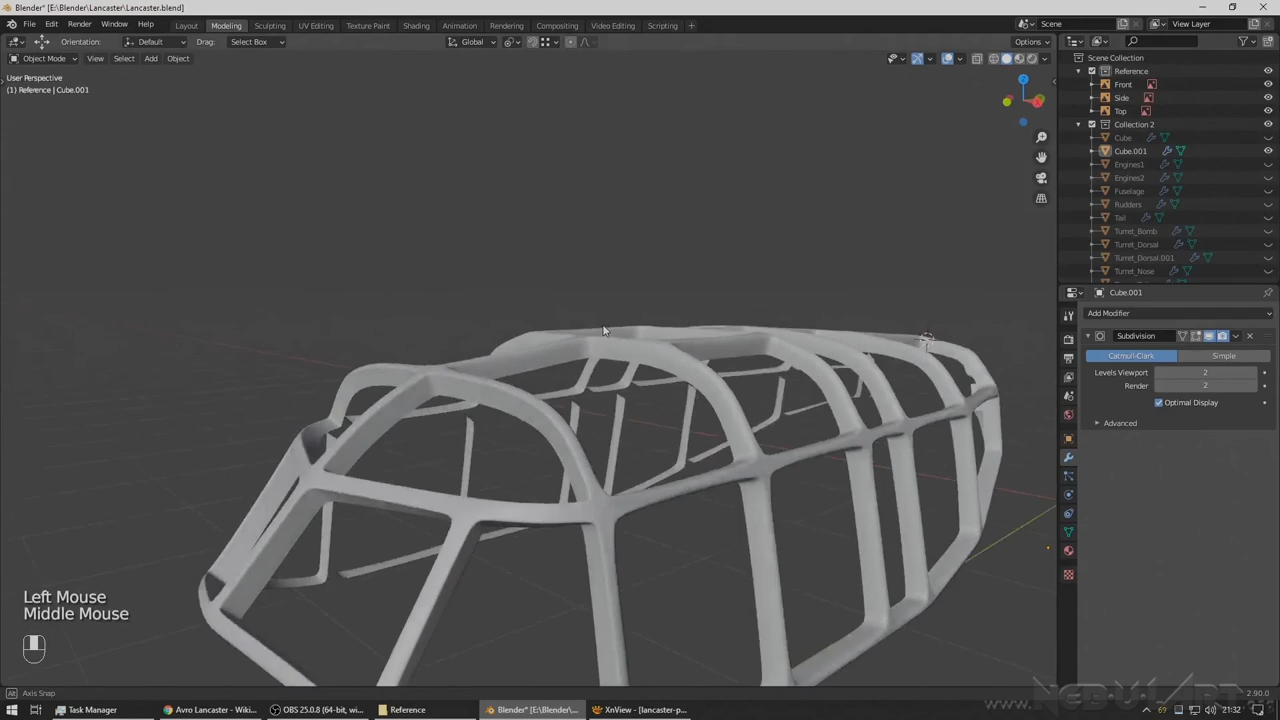 Blender* [E:\Blender\Lancaster\Lancaster.blend]
File Edit Render Window Help Layout Modeling Sculpting UV Editing Texture Paint Shading Animation Rendering Compositing Video Editing Scripting + Scene View Layer
Orientation: Default Drag: Select Box Global Options
Object Mode View Select Add Object
User Perspective
(1) Reference | Cube.001
Scene Collection
Reference
Front
Side
Top
Collection 2
Cube
Cube.001
Engines1
Engines2
Fuselage
Rudders
Tail
Turret_Bomb
Turret_Dorsal
Turret_Dorsal.001
Turret_Nose
Cube.001
Add Modifier
Subdivision
Catmull-Clark Simple
Levels Viewport 2
Render 2
Optimal Display
Advanced
Left Mouse
Middle Mouse
Alt Axis Snap 2.90.0
NEBULART
Task Manager Avro Lancaster - Wiki... OBS 25.0.8 (64-bit, wi... Reference Blender* [E:\Blender\... XnView - [lancaster-p... 69 21:32